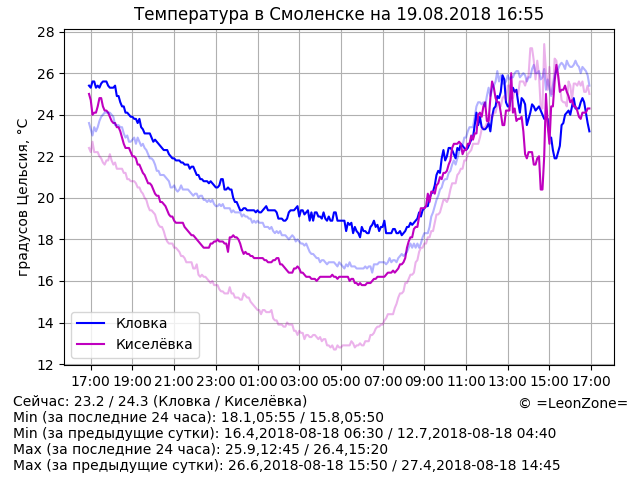 Температура в Смоленске на 19.08.2018 16:55
градусов Цельсия, °C
28
26
24
22
20
18
16
14
12
Кловка
Киселёвка
17:00 19:00 21:00 23:00 01:00 03:00 05:00 07:00 09:00 11:00 13:00 15:00 17:00
Сейчас: 23.2 / 24.3 (Кловка / Киселёвка)
© =LeonZone=
Min (за последние 24 часа): 18.1,05:55 / 15.8,05:50
Min (за предыдущие сутки): 16.4,2018-08-18 06:30 / 12.7,2018-08-18 04:40
Max (за последние 24 часа): 25.9,12:45 / 26.4,15:20
Max (за предыдущие сутки): 26.6,2018-08-18 15:50 / 27.4,2018-08-18 14:45